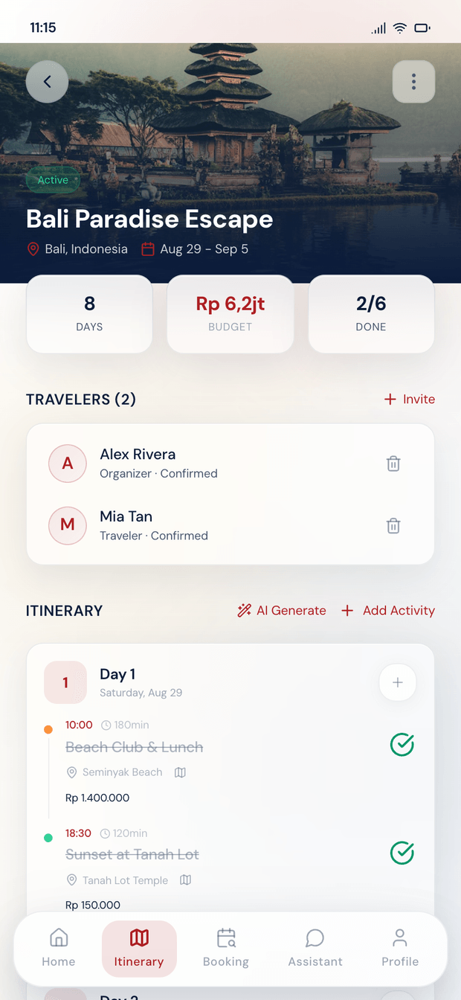 11:15
Active
Bali Paradise Escape
Bali, Indonesia Aug 29 - Sep 5
8 Rp 6,2jt 2/6
DAYS BUDGET DONE
TRAVELERS (2) Invite
A Alex Rivera
Organizer · Confirmed
M Mia Tan
Traveler · Confirmed
ITINERARY AI Generate Add Activity
1 Day 1
Saturday, Aug 29
10:00 180min
Beach Club & Lunch
Seminyak Beach
Rp 1.400.000
18:30 120min
Sunset at Tanah Lot
Tanah Lot Temple
Rp 150.000
Home Itinerary Booking Assistant Profile
Day 2